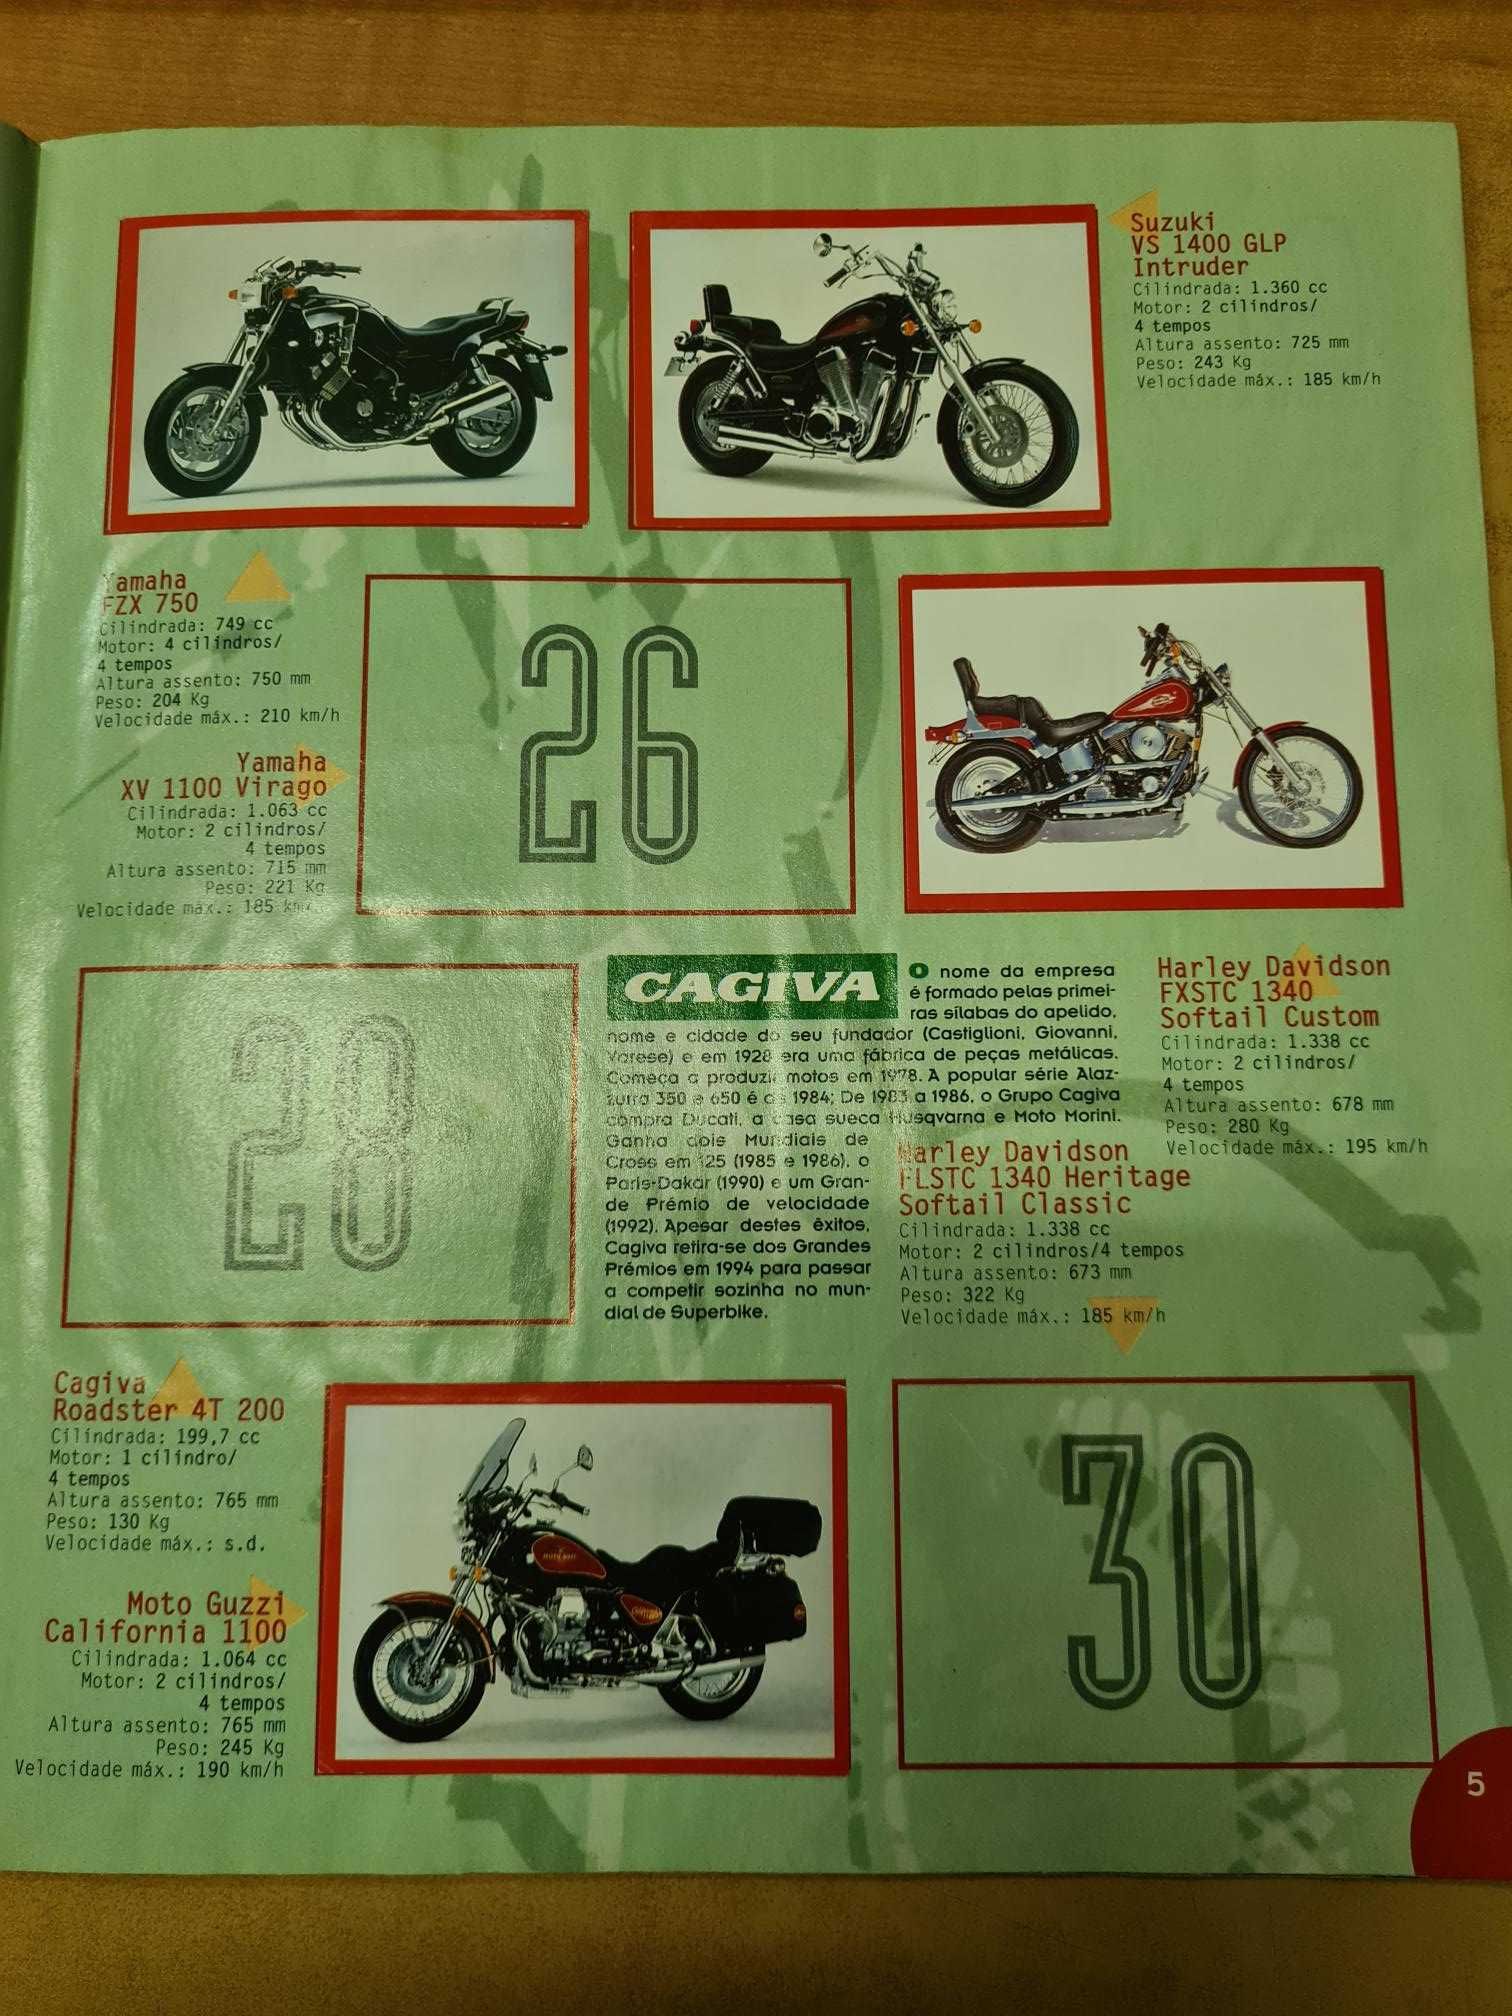 Suzuki
VS 1400 GLP
Intruder
Cilindrada: 1.360 cc
Motor: 2 cilindros/
4 tempos
Altura assento: 725 mm
Peso: 243 Kg
Velocidade máx.: 185 km/h
Yamaha
FZX 750
Cilindrada: 749 cc
Motor: 4 cilindros/
4 tempos
Altura assento: 750 mm
Peso: 204 Kg
Velocidade máx.: 210 km/h
Yamaha
XV 1100 Virago
Cilindrada: 1.063 cc
Motor: 2 cilindros/
4 tempos
Altura assento: 715 mm
Peso: 221 Kg
Velocidade máx.: 185 km/h
26
28
CAGIVA
O nome da empresa
é formado pelas primei-
ras sílabas do apelido,
nome e cidade do seu fundador (Castiglioni, Giovanni,
Varese) e em 1928 era uma fábrica de peças metálicas.
Começa a produzir motos em 1978. A popular série Alaz-
zurra 350 e 650 é de 1984; De 1983 a 1986, o Grupo Cagiva
compra Ducati, a casa sueca Husqvarna e Moto Morini.
Ganha dois Mundiais de
Cross em 125 (1985 e 1986), o
Paris-Dakar (1990) e um Gran-
de Prémio de velocidade
(1992). Apesar destes êxitos,
Cagiva retira-se dos Grandes
Prémios em 1994 para passar
a competir sozinha no mun-
dial de Superbike.
Harley Davidson
FXSTC 1340
Softail Custom
Cilindrada: 1.338 cc
Motor: 2 cilindros/
4 tempos
Altura assento: 678 mm
Peso: 280 Kg
Velocidade máx.: 195 km/h
Harley Davidson
FLSTC 1340 Heritage
Softail Classic
Cilindrada: 1.338 cc
Motor: 2 cilindros/4 tempos
Altura assento: 673 mm
Peso: 322 Kg
Velocidade máx.: 185 km/h
Cagiva
Roadster 4T 200
Cilindrada: 199,7 cc
Motor: 1 cilindro/
4 tempos
Altura assento: 765 mm
Peso: 130 Kg
Velocidade máx.: s.d.
Moto Guzzi
California 1100
Cilindrada: 1.064 cc
Motor: 2 cilindros/
4 tempos
Altura assento: 765 mm
Peso: 245 Kg
Velocidade máx.: 190 km/h
MOTO GUZZI
30
5